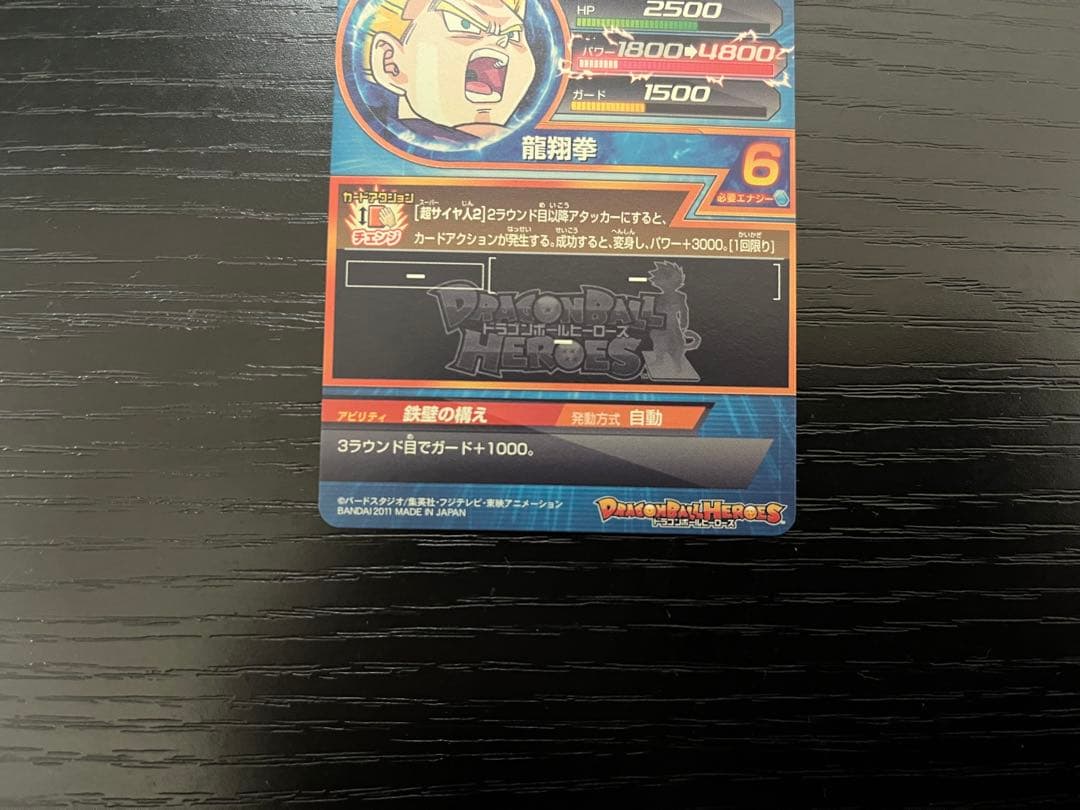 HP 2500
パワー 1800➡4800
ガード 1500
龍翔拳
6
必要エナジー
カードアクション
チェンジ
[超サイヤ人2]2ラウンド目以降アタッカーにすると、
カードアクションが発生する。成功すると、変身し、パワー+3000。[1回限り]
ー
ー
DRAGONBALL
ドラゴンボールヒーローズ
HEROES
ー
アビリティ 鉄壁の構え 発動方式 自動
3ラウンド目でガード+1000。
©バードスタジオ/集英社・フジテレビ・東映アニメーション
BANDAI 2011 MADE IN JAPAN
DRAGONBALL HEROES
ドラゴンボールヒーローズ